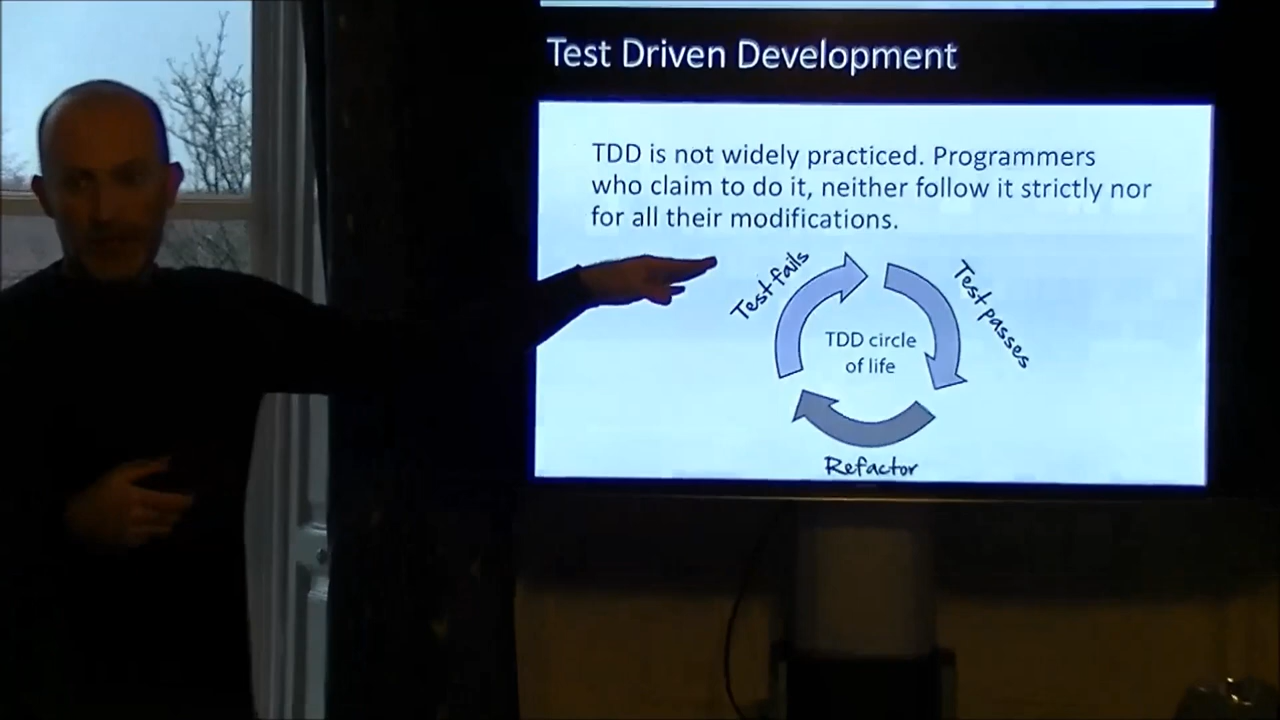 Test Driven Development
TDD is not widely practiced. Programmers
who claim to do it, neither follow it strictly nor
for all their modifications.
Test fails
Test passes
TDD circle
of life
Refactor